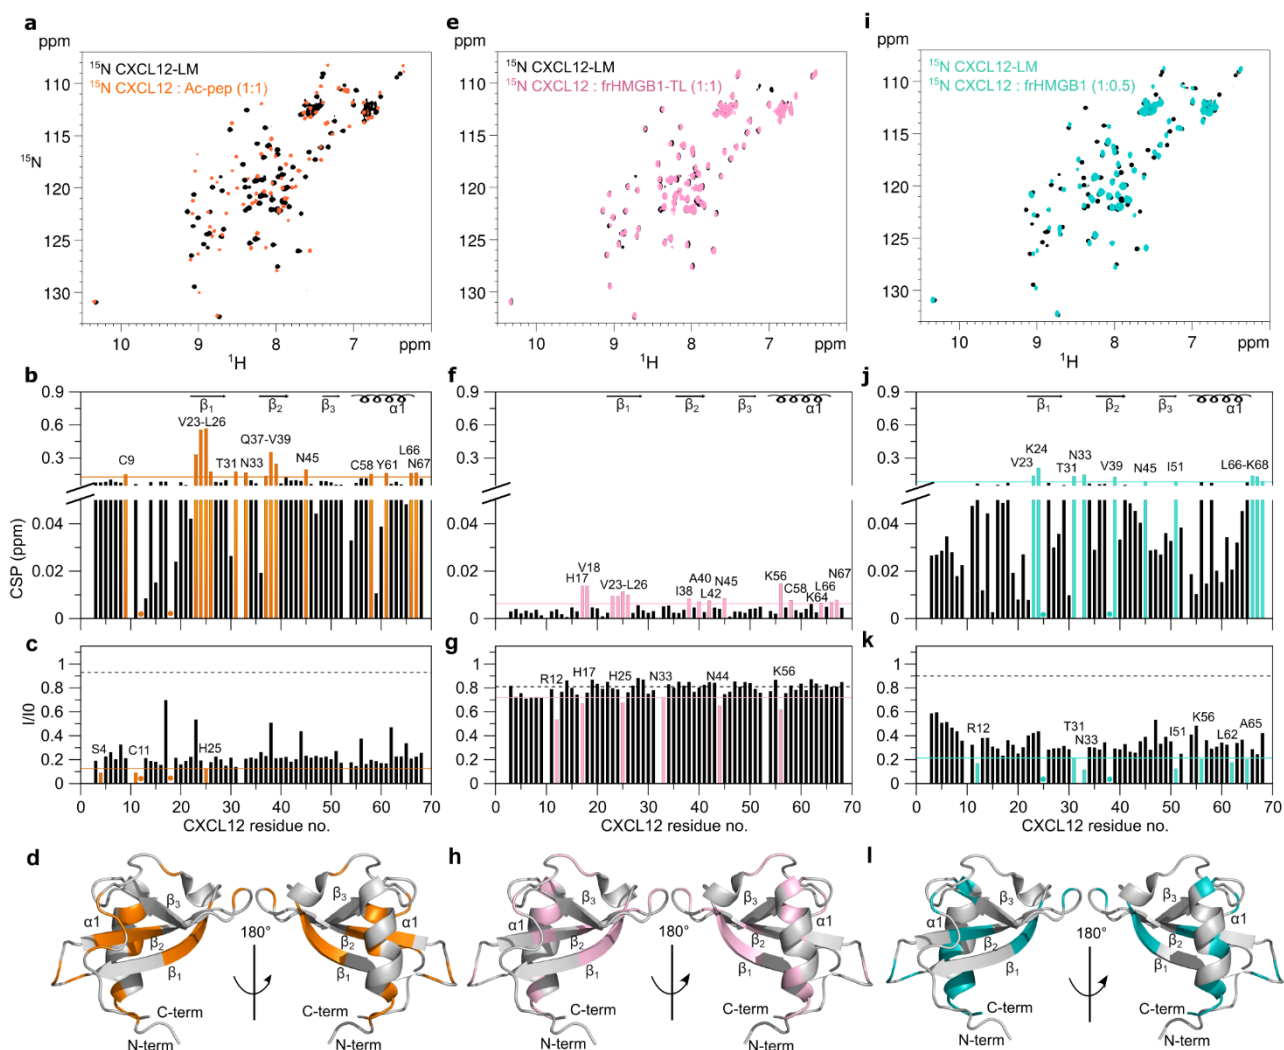 a
ppm
¹⁵N CXCL12-LM
¹⁵N CXCL12 : Ac-pep (1:1)
110
115
¹⁵N
120
125
130
10
9
8
7
ppm
¹H
e
ppm
¹⁵N CXCL12-LM
¹⁵N CXCL12 : frHMGB1-TL (1:1)
110
115
120
125
130
10
9
8
7
ppm
¹H
i
ppm
¹⁵N CXCL12-LM
¹⁵N CXCL12 : frHMGB1 (1:0.5)
110
115
120
125
130
10
9
8
7
ppm
¹H
b
0.9
0.6
0.3
0.04
0.02
0
CSP (ppm)
β₁
β₂
β₃
α1
C9
V23-L26
T31
N33
Q37-V39
N45
C58
Y61
L66
N67
f
0.9
0.6
0.3
0.04
0.02
0
β₁
β₂
β₃
α1
H17
V18
V23-L26
I38
A40
L42
N45
K56
C58
K64
L66
N67
j
0.9
0.6
0.3
0.04
0.02
0
β₁
β₂
β₃
α1
V23
K24
T31
N33
V39
N45
I51
L66-K68
c
1
0.8
0.6
0.4
0.2
0
I/I0
S4
C11
H25
0 10 20 30 40 50 60 70
CXCL12 residue no.
g
1
0.8
0.6
0.4
0.2
0
R12
H17
H25
N33
N44
K56
0 10 20 30 40 50 60 70
CXCL12 residue no.
k
1
0.8
0.6
0.4
0.2
0
R12
T31
N33
I51
K56
L62
A65
0 10 20 30 40 50 60 70
CXCL12 residue no.
d
β₃
α1
β₂
β₁
C-term
N-term
180°
β₃
α1
β₂
β₁
C-term
N-term
h
β₃
α1
β₂
β₁
C-term
N-term
180°
β₃
α1
β₂
β₁
C-term
N-term
l
β₃
α1
β₂
β₁
C-term
N-term
180°
β₃
α1
β₂
β₁
C-term
N-term